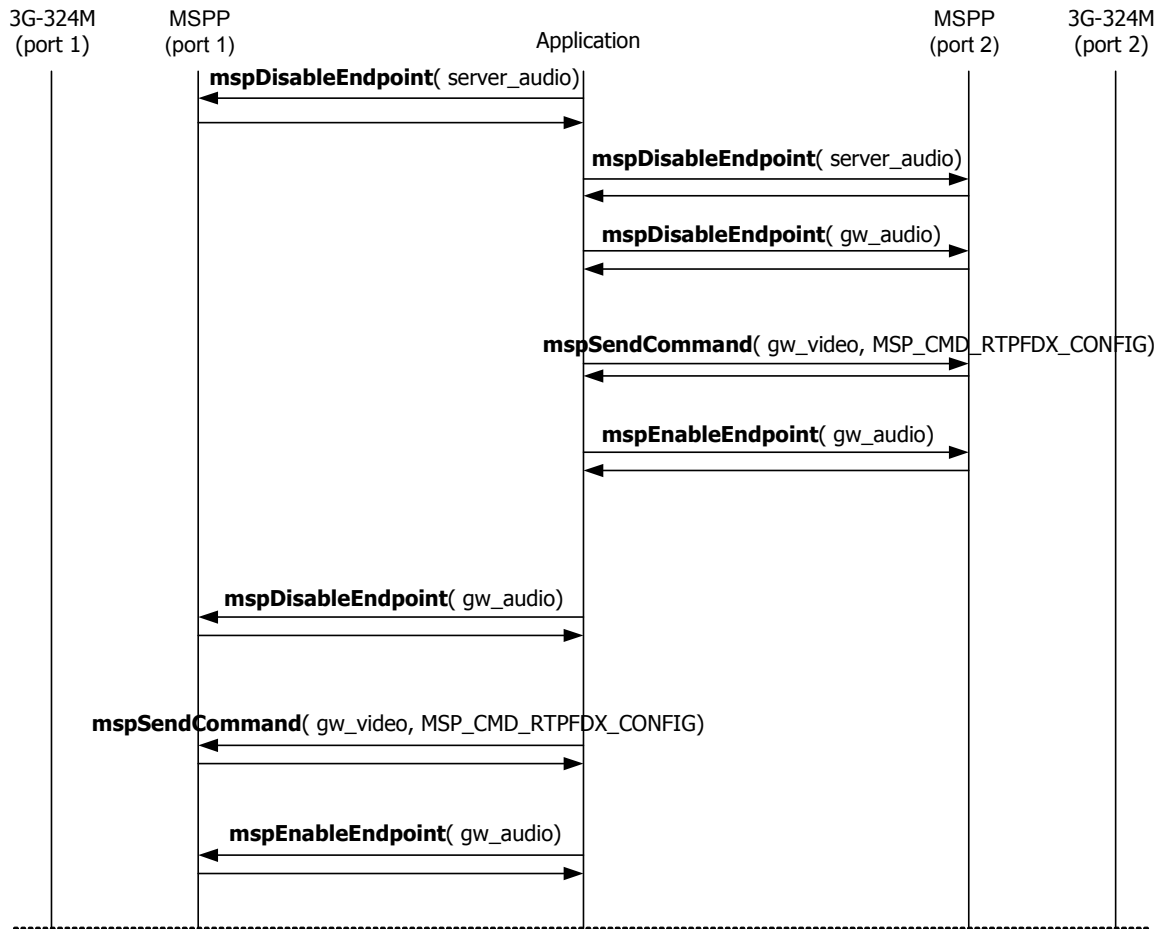 3G-324M
(port 1)
MSPP
(port 1)
Application
MSPP
(port 2)
3G-324M
(port 2)
mspDisableEndpoint( server_audio)
mspDisableEndpoint( server_audio)
mspDisableEndpoint( gw_audio)
mspSendCommand( gw_video, MSP_CMD_RTPFDX_CONFIG)
mspEnableEndpoint( gw_audio)
mspDisableEndpoint( gw_audio)
mspSendCommand( gw_video, MSP_CMD_RTPFDX_CONFIG)
mspEnableEndpoint( gw_audio)